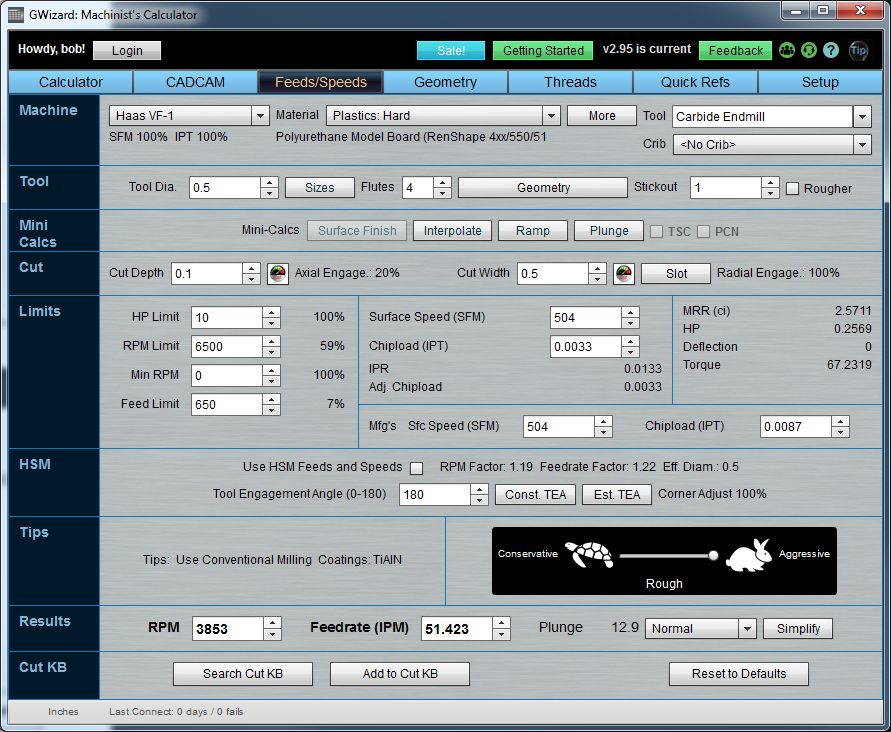 GWizard: Machinist's Calculator
Howdy, bob! Login Sale! Getting Started v2.95 is current Feedback ? Tip
Calculator CADCAM Feeds/Speeds Geometry Threads Quick Refs Setup
Machine Haas VF-1 Material Plastics: Hard More Tool Carbide Endmill
SFM 100% IPT 100% Polyurethane Model Board (RenShape 4xx/550/51 Crib <No Crib>
Tool Tool Dia. 0.5 Sizes Flutes 4 Geometry Stickout 1 Rougher
Mini Calcs Mini-Calcs Surface Finish Interpolate Ramp Plunge TSC PCN
Cut Cut Depth 0.1 Axial Engage.: 20% Cut Width 0.5 Slot Radial Engage.: 100%
Limits
HP Limit 10 100%
RPM Limit 6500 59%
Min RPM 0 100%
Feed Limit 650 7%
Surface Speed (SFM) 504
Chipload (IPT) 0.0033
IPR 0.0133
Adj. Chipload 0.0033
MRR (ci) 2.5711
HP 0.2569
Deflection 0
Torque 67.2319
Mfg's Sfc Speed (SFM) 504 Chipload (IPT) 0.0087
HSM Use HSM Feeds and Speeds RPM Factor: 1.19 Feedrate Factor: 1.22 Eff. Diam.: 0.5
Tool Engagement Angle (0-180) 180 Const. TEA Est. TEA Corner Adjust 100%
Tips
Tips: Use Conventional Milling Coatings: TiAlN
Conservative Aggressive
Rough
Results RPM 3853 Feedrate (IPM) 51.423 Plunge 12.9 Normal Simplify
Cut KB Search Cut KB Add to Cut KB Reset to Defaults
Inches Last Connect: 0 days / 0 fails